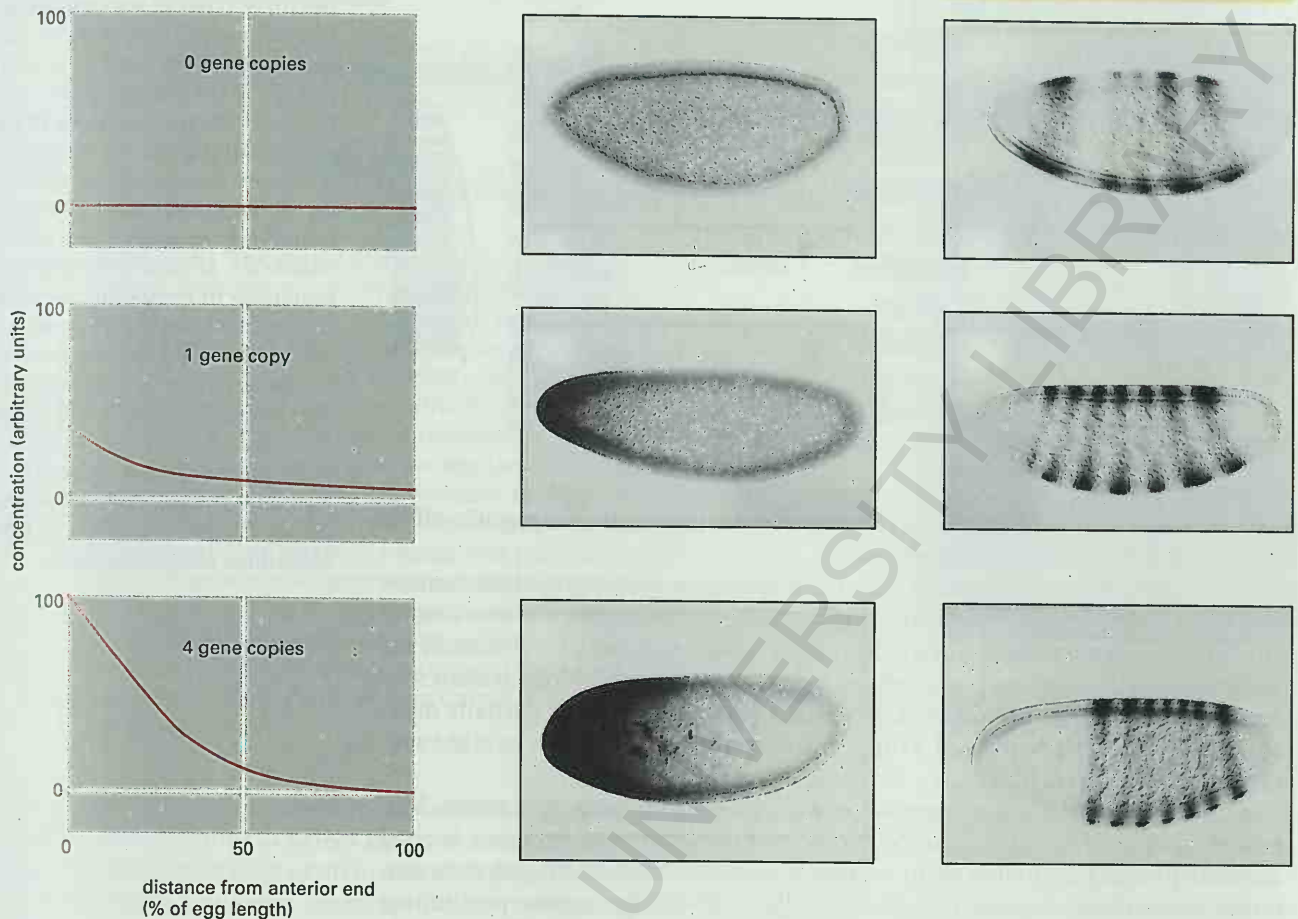 100
0 gene copies
0
100
1 gene copy
0
concentration (arbitrary units)
100
4 gene copies
0
0
50
100
distance from anterior end
(% of egg length)
UNIVERSITY LIBRARY